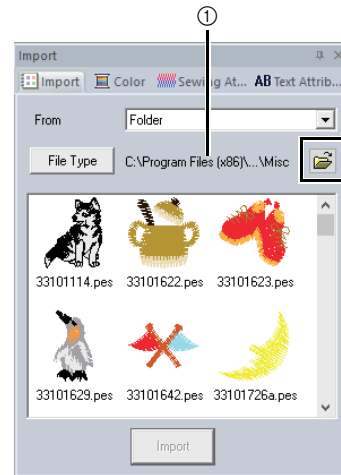 ①
Import
Import Color Sewing At... AB Text Attrib...
From Folder
File Type C:\Program Files (x86)\...\Misc
33101114.pes 33101622.pes 33101623.pes
33101629.pes 33101642.pes 33101726a.pes
Import